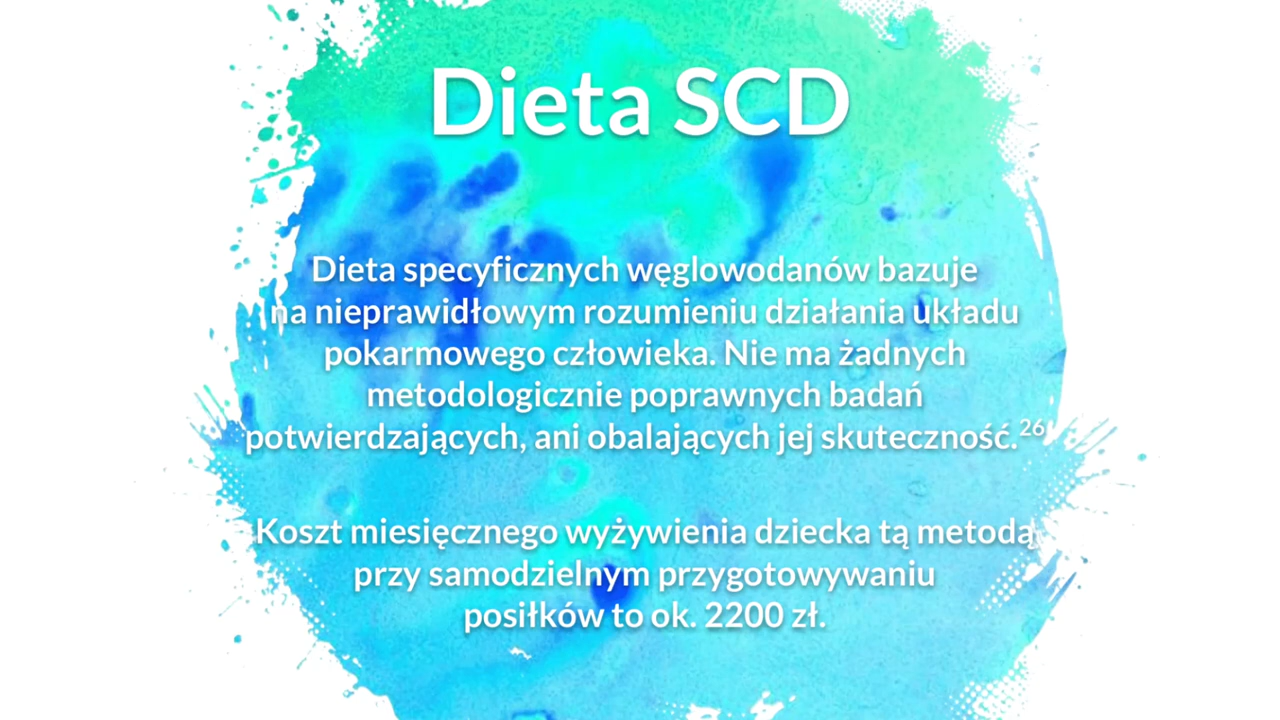 Dieta SCD
Dieta specyficznych węglowodanów bazuje
na nieprawidłowym rozumieniu działania układu
pokarmowego człowieka. Nie ma żadnych
metodologicznie poprawnych badań
potwierdzających, ani obalających jej skuteczność.²⁶
Koszt miesięcznego wyżywienia dziecka tą metodą
przy samodzielnym przygotowywaniu
posiłków to ok. 2200 zł.